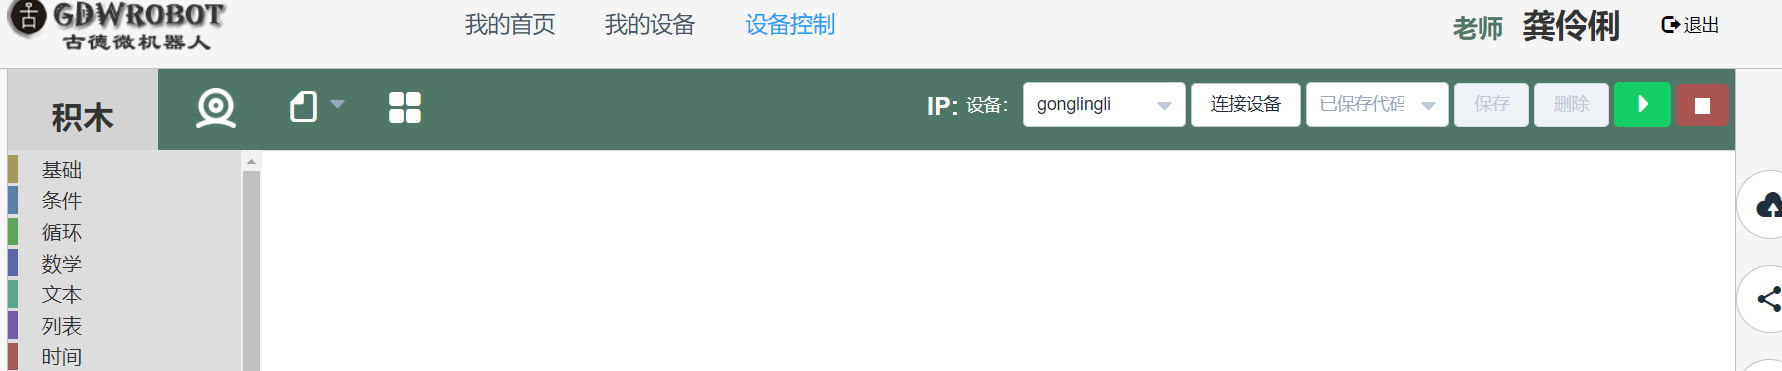 GDWROBOT
古德微机器人
我的首页 我的设备 设备控制 老师 龚伶俐 退出
积木 IP: 设备： gonglingli 连接设备 已保存代码 保存 删除
基础
条件
循环
数学
文本
列表
时间